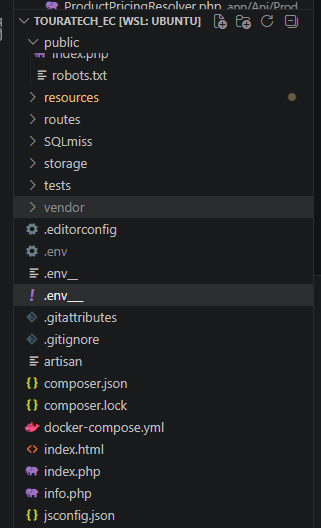 ProductPricingResolver.php app/Api/Prod
TOURATECH_EC [WSL: UBUNTU]
public
index.php
robots.txt
resources
routes
SQLmiss
storage
tests
vendor
.editorconfig
.env
.env__
.env___
.gitattributes
.gitignore
artisan
composer.json
composer.lock
docker-compose.yml
index.html
index.php
info.php
jsconfig.json